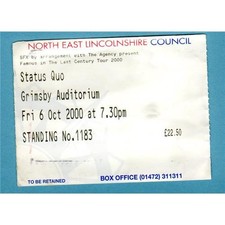 NORTH EAST LINCOLNSHIRE COUNCIL
SFX by arrangement with The Agency present
Famous in The Last Century Tour 2000
Status Quo
Grimsby Auditorium
Fri 6 Oct 2000 at 7.30pm
STANDING No.1183 £22.50
TO BE RETAINED BOX OFFICE (01472) 311311